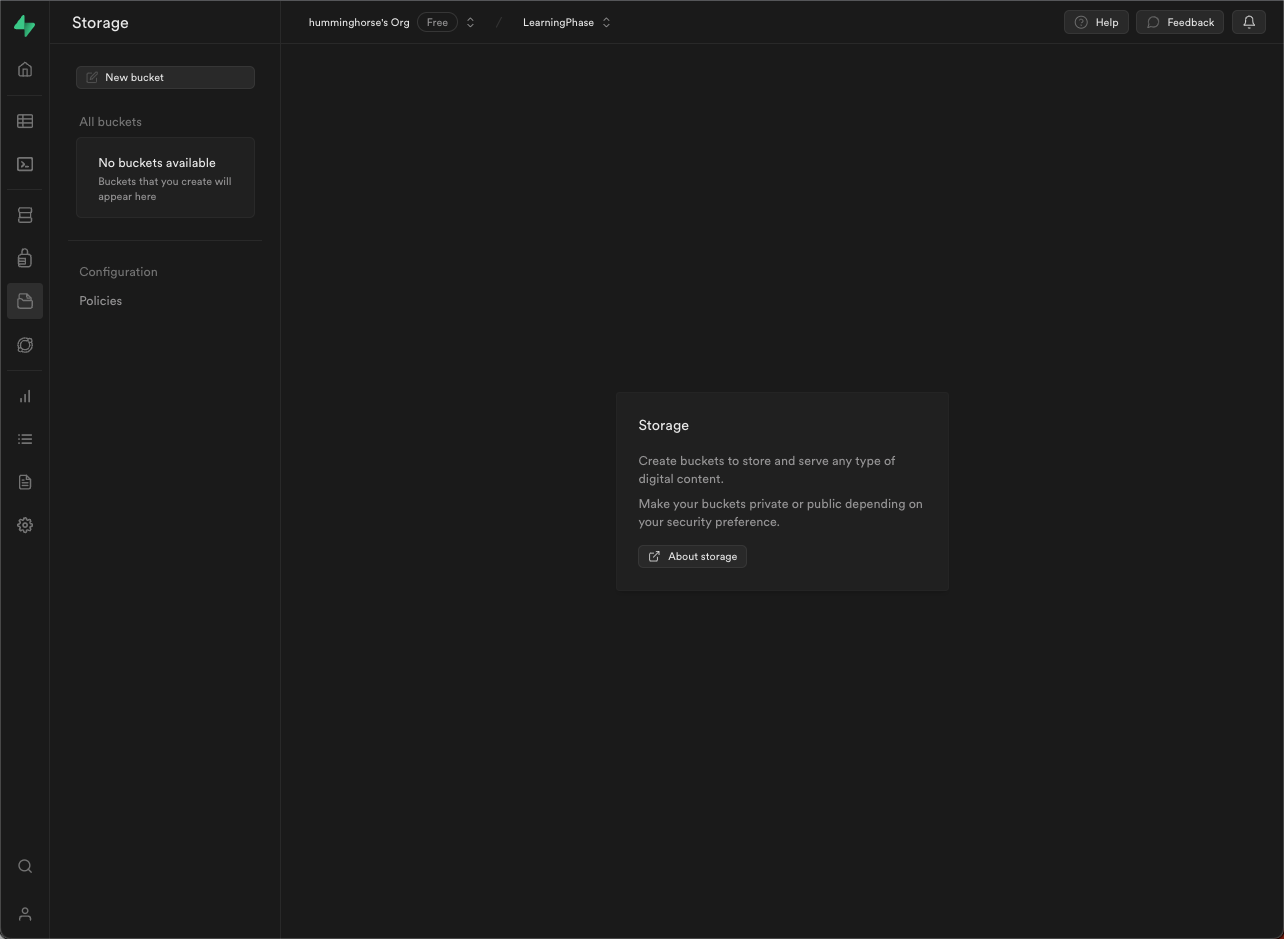 Storage
humminghorse's Org Free / LearningPhase
Help
Feedback
New bucket
All buckets
No buckets available
Buckets that you create will
appear here
Configuration
Policies
Storage
Create buckets to store and serve any type of
digital content.
Make your buckets private or public depending on
your security preference.
About storage